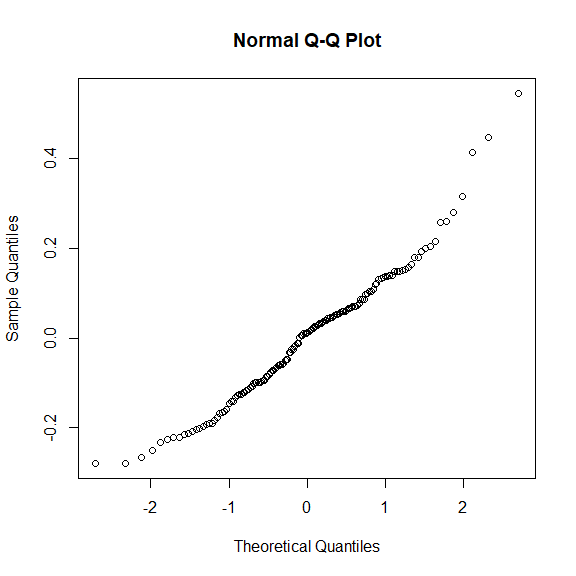 Normal Q-Q Plot
Sample Quantiles
0.4
0.2
0.0
-0.2
-2 -1 0 1 2
Theoretical Quantiles